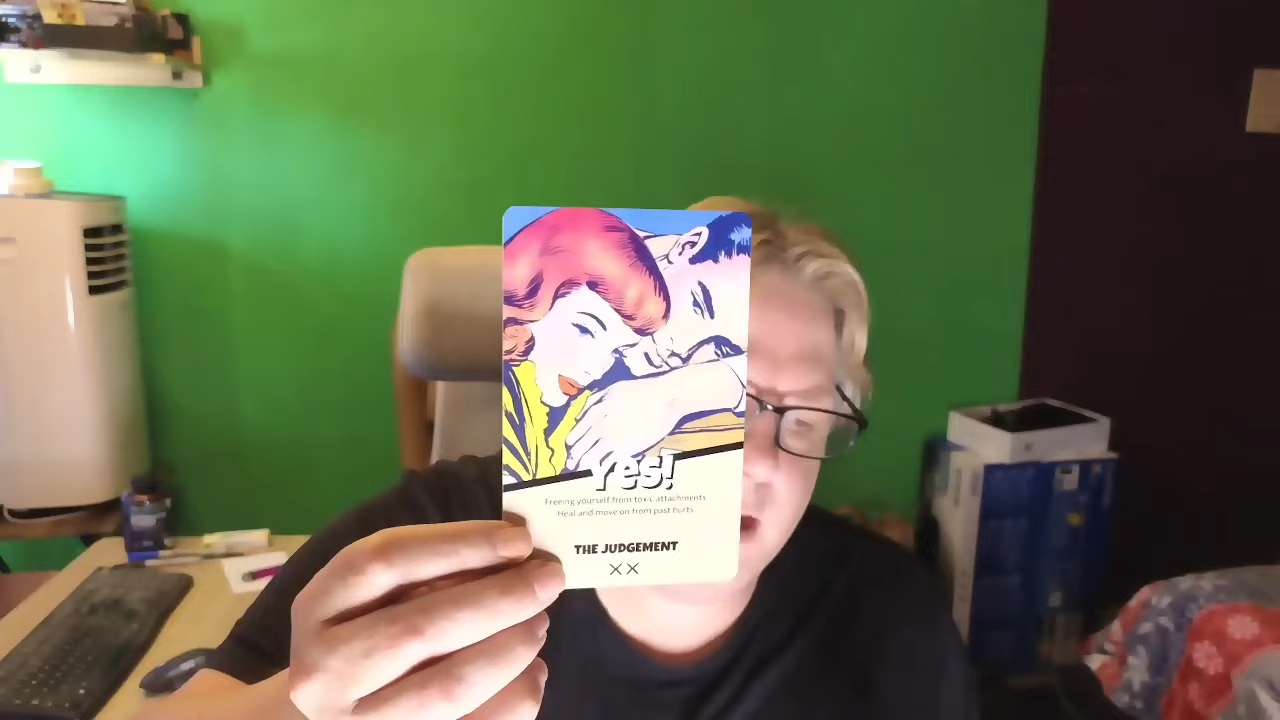 Yes!
Freeing yourself from toxic attachments
Heal and move on from past hurts
THE JUDGEMENT
XX